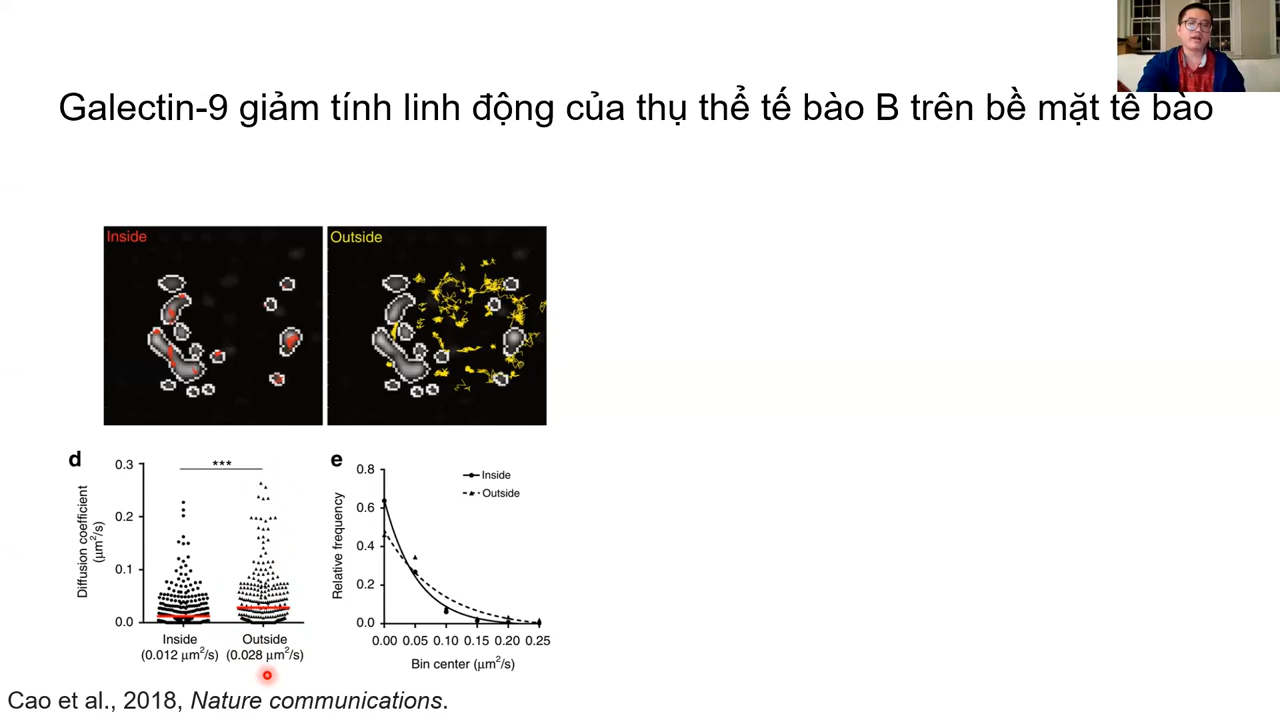 Galectin-9 giảm tính linh động của thụ thể tế bào B trên bề mặt tế bào
Inside
Outside
d
0.3
0.2
0.1
0.0
Diffusion coefficient
(μm²/s)
***
Inside
(0.012 μm²/s)
Outside
(0.028 μm²/s)
e
0.8
0.6
0.4
0.2
0.0
Relative frequency
Inside
Outside
0.00 0.05 0.10 0.15 0.20 0.25
Bin center (μm²/s)
Cao et al., 2018, Nature communications.